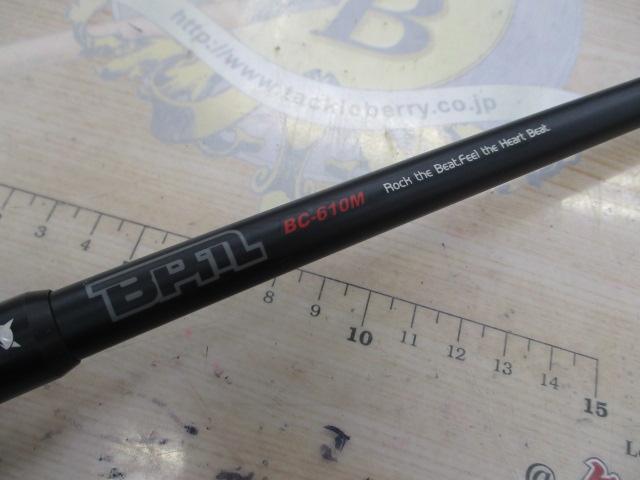 B
http://www.tackleberry.co.jp
BAIL BC-610M Rock the Beat.Feel the Heart Beat
3 4
8 9 10 11 12 13 14 15